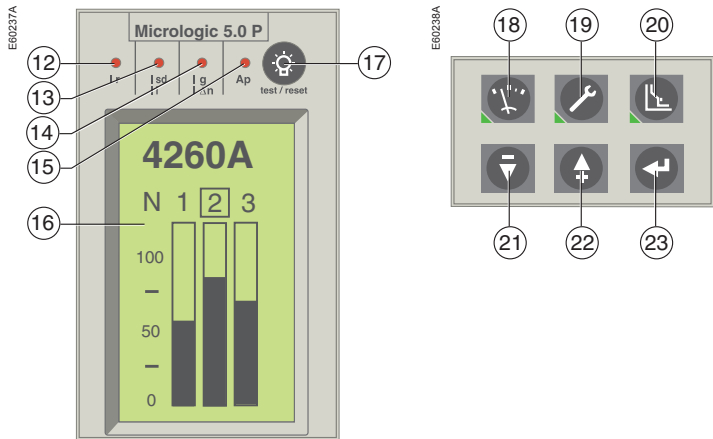 E60237A
Micrologic 5.0 P
12
13
14
15
16
17
Ir
Isd
Ii
Ig
IΔn
Ap
test / reset
4260A
N 1 2 3
100
50
0
E60238A
18
19
20
21
22
23